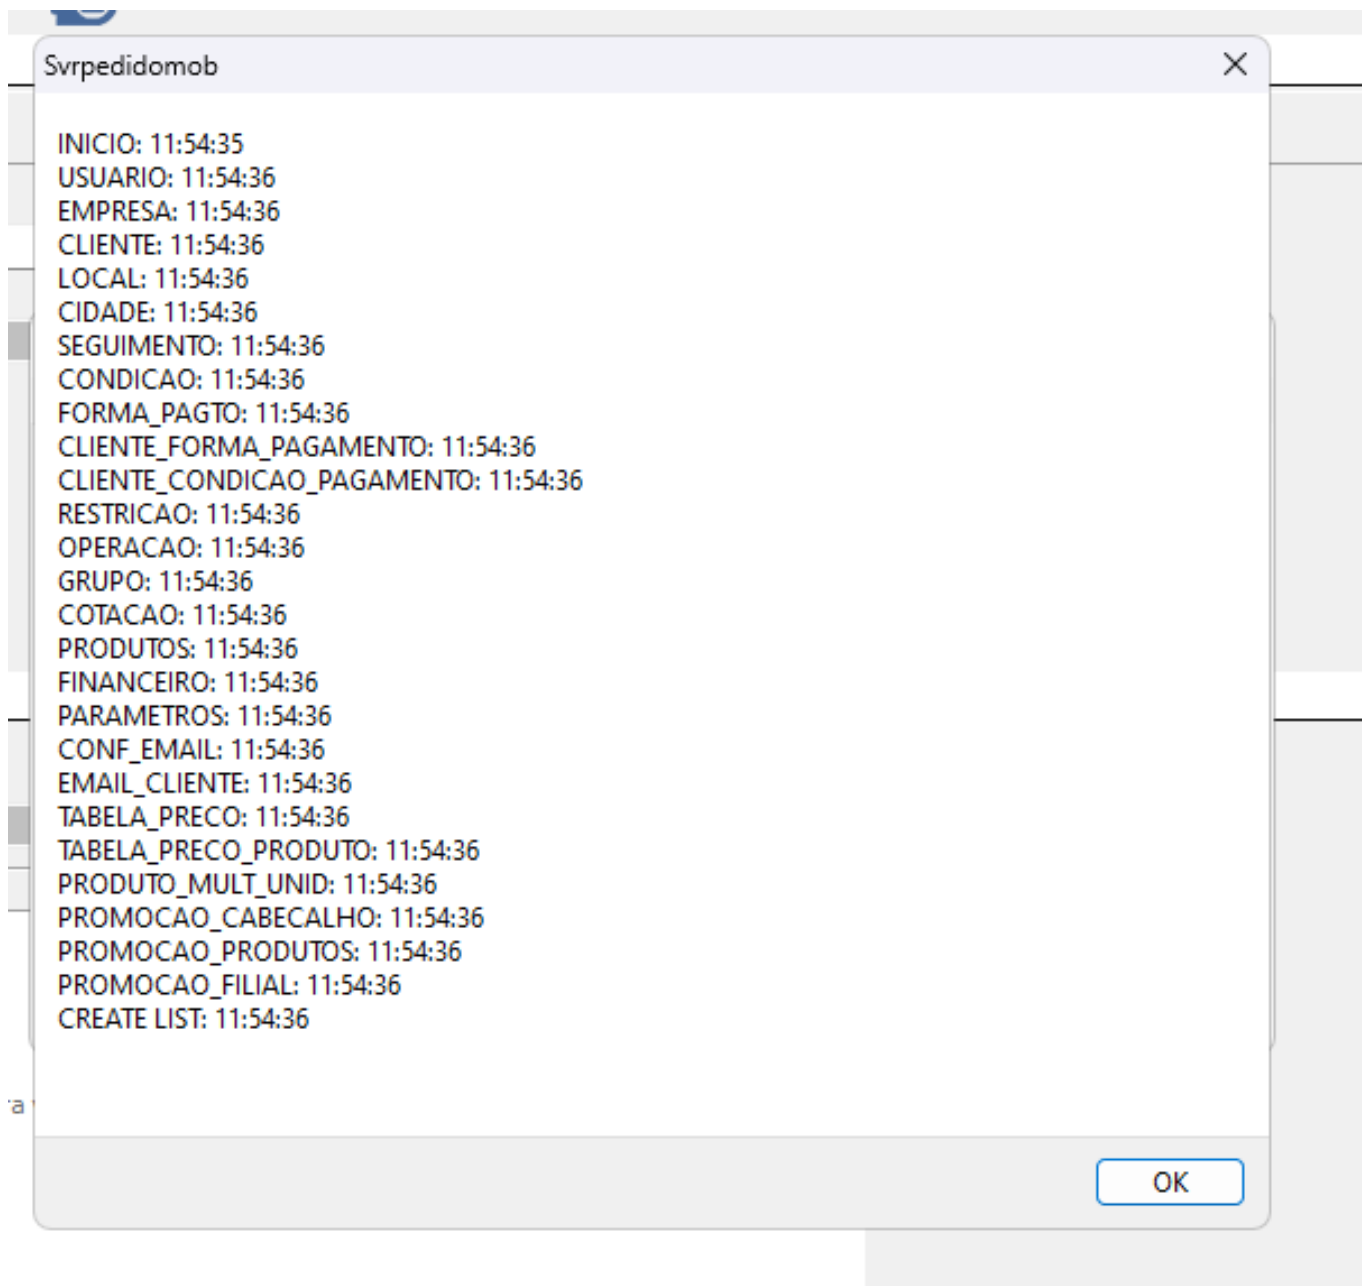 Svrpedidomob
INICIO: 11:54:35
USUARIO: 11:54:36
EMPRESA: 11:54:36
CLIENTE: 11:54:36
LOCAL: 11:54:36
CIDADE: 11:54:36
SEGUIMENTO: 11:54:36
CONDICAO: 11:54:36
FORMA_PAGTO: 11:54:36
CLIENTE_FORMA_PAGAMENTO: 11:54:36
CLIENTE_CONDICAO_PAGAMENTO: 11:54:36
RESTRICAO: 11:54:36
OPERACAO: 11:54:36
GRUPO: 11:54:36
COTACAO: 11:54:36
PRODUTOS: 11:54:36
FINANCEIRO: 11:54:36
PARAMETROS: 11:54:36
CONF_EMAIL: 11:54:36
EMAIL_CLIENTE: 11:54:36
TABELA_PRECO: 11:54:36
TABELA_PRECO_PRODUTO: 11:54:36
PRODUTO_MULT_UNID: 11:54:36
PROMOCAO_CABECALHO: 11:54:36
PROMOCAO_PRODUTOS: 11:54:36
PROMOCAO_FILIAL: 11:54:36
CREATE LIST: 11:54:36
OK